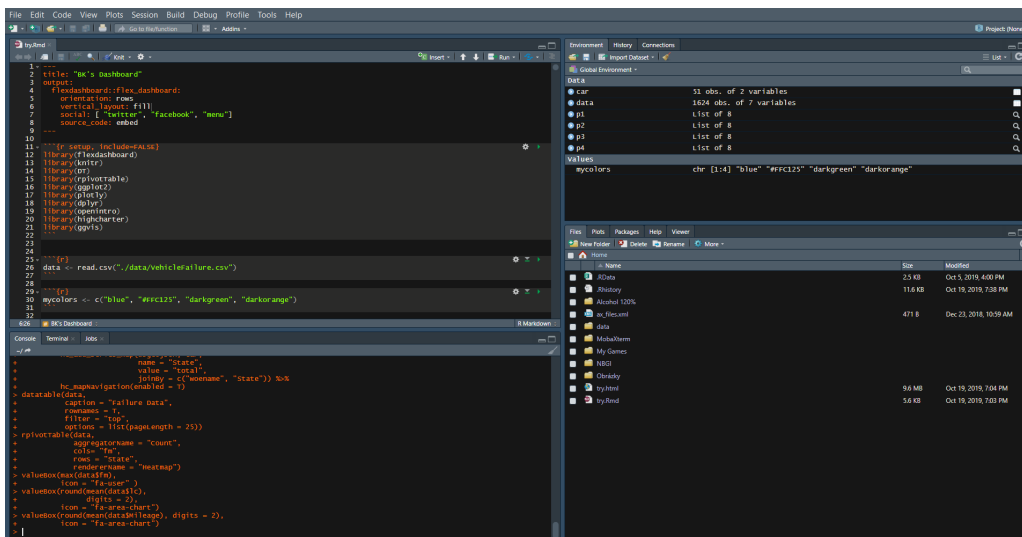 File Edit Code View Plots Session Build Debug Profile Tools Help
Go to file/function Addins Project: (None
try.Rmd
Knit Insert Run
1 ---
2 title: "BK's Dashboard"
3 output:
4 flexdashboard::flex_dashboard:
5 orientation: rows
6 vertical_layout: fill
7 social: [ "twitter", "facebook", "menu"]
8 source_code: embed
9 ---
10
11 ```{r setup, include=FALSE}
12 library(flexdashboard)
13 library(knitr)
14 library(DT)
15 library(rpivotTable)
16 library(ggplot2)
17 library(plotly)
18 library(dplyr)
19 library(openintro)
20 library(highcharter)
21 library(ggvis)
22 ```
23
24
25 ```{r}
26 data <- read.csv("./data/VehicleFailure.csv")
27 ```
28
29 ```{r}
30 mycolors <- c("blue", "#FFC125", "darkgreen", "darkorange")
31 ```
32
6:26 BK's Dashboard R Markdown
Console Terminal Jobs
~/
+ name = "State",
+ value = "total",
+ joinBy = c("woename", "State")) %>%
+ hc_mapNavigation(enabled = T)
> datatable(data,
+ caption = "Failure Data",
+ rownames = T,
+ filter = "top",
+ options = list(pageLength = 25))
> rpivotTable(data,
+ aggregatorName = "Count",
+ cols= "fm",
+ rows = "State",
+ rendererName = "Heatmap")
> valueBox(max(data$fm),
+ icon = "fa-user" )
> valueBox(round(mean(data$lc),
+ digits = 2),
+ icon = "fa-area-chart")
> valueBox(round(mean(data$Mileage), digits = 2),
+ icon = "fa-area-chart")
>
Environment History Connections
Import Dataset List
Global Environment
Data
car 51 obs. of 2 variables
data 1624 obs. of 7 variables
p1 List of 8
p2 List of 8
p3 List of 8
p4 List of 8
Values
mycolors chr [1:4] "blue" "#FFC125" "darkgreen" "darkorange"
Files Plots Packages Help Viewer
New Folder Delete Rename More
Home
Name Size Modified
.RData 2.5 KB Oct 5, 2019, 4:00 PM
.Rhistory 11.6 KB Oct 19, 2019, 7:38 PM
Alcohol 120%
ax_files.xml 471 B Dec 23, 2018, 10:59 AM
data
MobaXterm
My Games
NBGI
Obrázky
try.html 9.6 MB Oct 19, 2019, 7:04 PM
try.Rmd 5.6 KB Oct 19, 2019, 7:03 PM